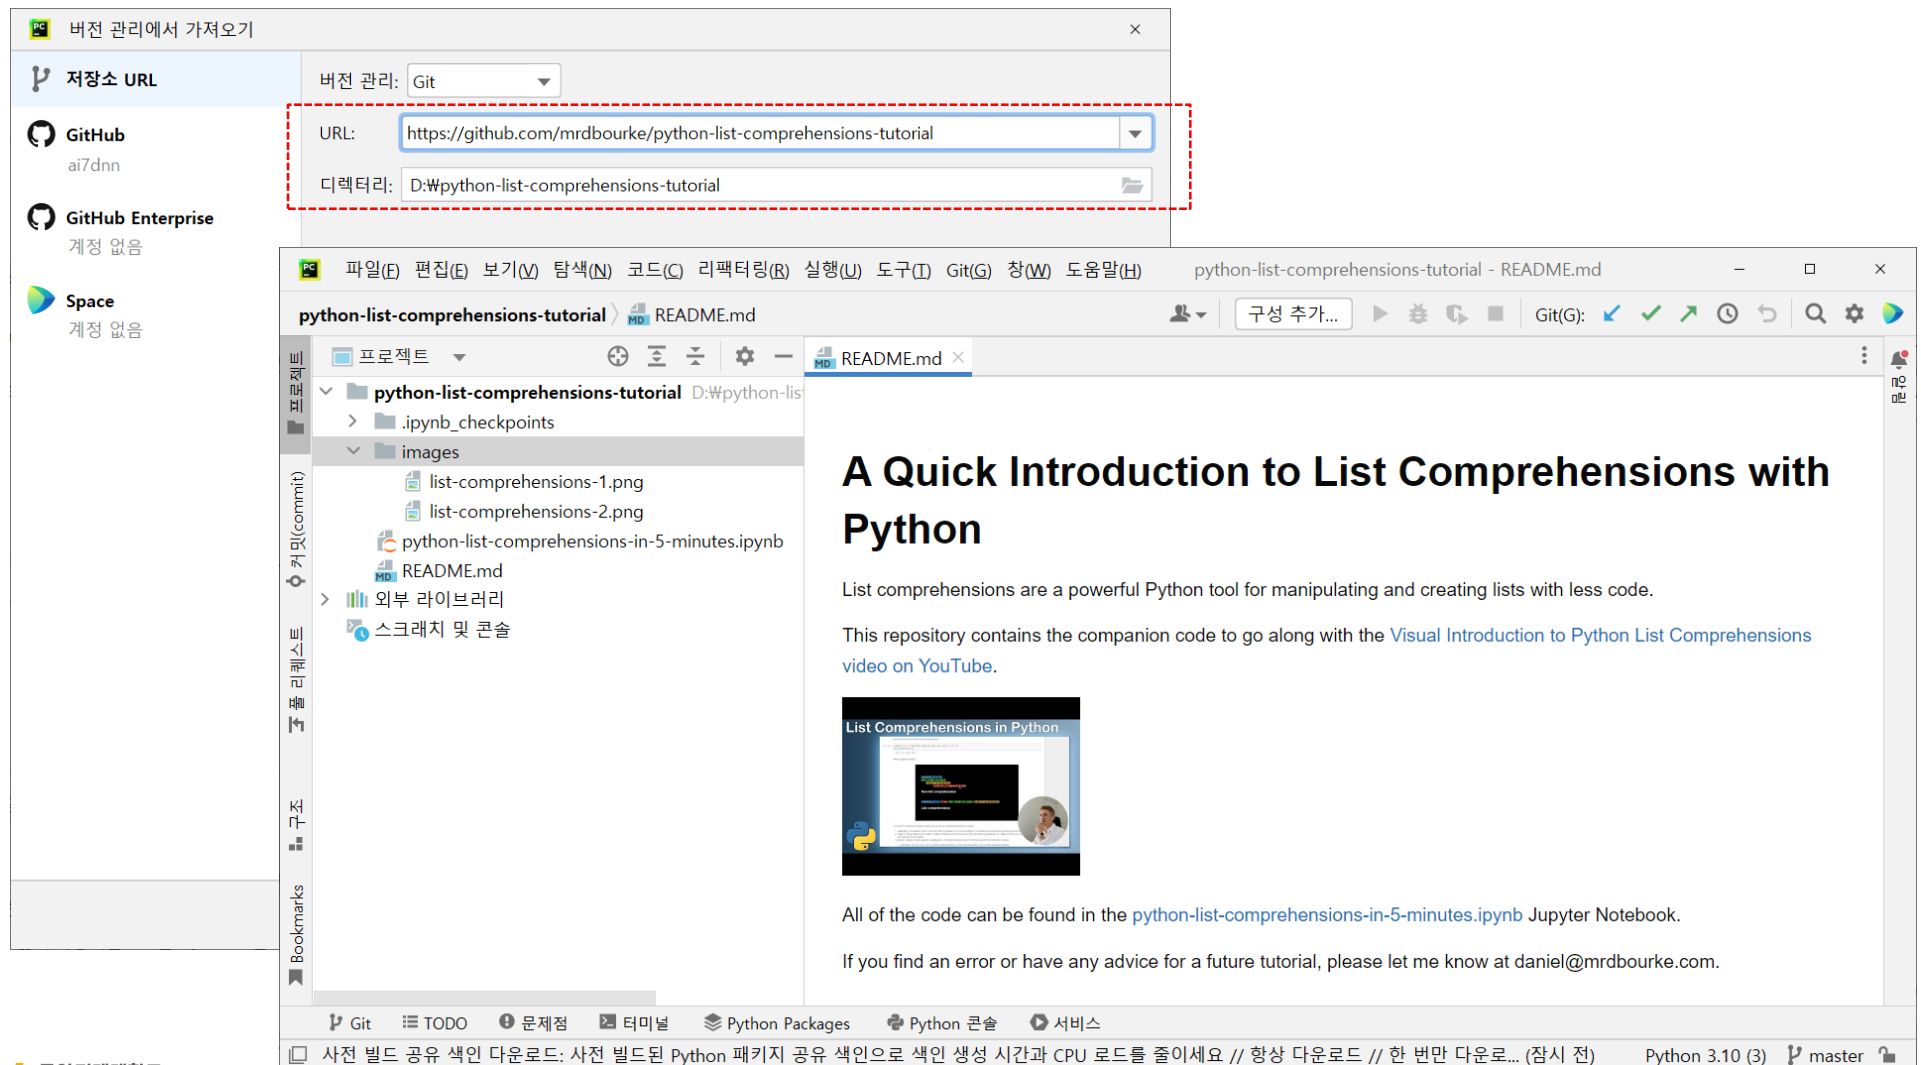 버전 관리에서 가져오기
저장소 URL
GitHub
ai7dnn
GitHub Enterprise
계정 없음
Space
계정 없음
버전 관리: Git
URL: https://github.com/mrdbourke/python-list-comprehensions-tutorial
디렉터리: D:₩python-list-comprehensions-tutorial
파일(F) 편집(E) 보기(V) 탐색(N) 코드(C) 리팩터링(R) 실행(U) 도구(T) Git(G) 창(W) 도움말(H) python-list-comprehensions-tutorial - README.md
python-list-comprehensions-tutorial README.md 구성 추가... Git(G):
프로젝트
커밋(commit)
풀 리퀘스트
구조
Bookmarks
프로젝트
python-list-comprehensions-tutorial D:₩python-lis
.ipynb_checkpoints
images
list-comprehensions-1.png
list-comprehensions-2.png
python-list-comprehensions-in-5-minutes.ipynb
README.md
외부 라이브러리
스크래치 및 콘솔
README.md
알림
A Quick Introduction to List Comprehensions with
Python
List comprehensions are a powerful Python tool for manipulating and creating lists with less code.
This repository contains the companion code to go along with the Visual Introduction to Python List Comprehensions
video on YouTube.
List Comprehensions in Python
All of the code can be found in the python-list-comprehensions-in-5-minutes.ipynb Jupyter Notebook.
If you find an error or have any advice for a future tutorial, please let me know at daniel@mrdbourke.com.
Git TODO 문제점 터미널 Python Packages Python 콘솔 서비스
사전 빌드 공유 색인 다운로드: 사전 빌드된 Python 패키지 공유 색인으로 색인 생성 시간과 CPU 로드를 줄이세요 // 항상 다운로드 // 한 번만 다운로... (잠시 전) Python 3.10 (3) master